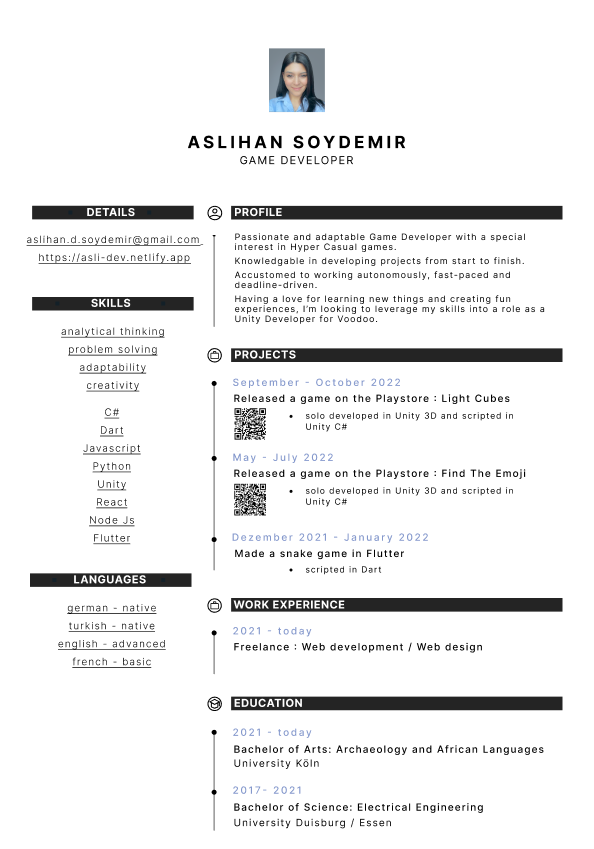 ASLIHAN SOYDEMIR
GAME DEVELOPER
DETAILS
aslihan.d.soydemir@gmail.com
https://asli-dev.netlify.app
SKILLS
analytical thinking
problem solving
adaptability
creativity
C#
Dart
Javascript
Python
Unity
React
Node Js
Flutter
LANGUAGES
german - native
turkish - native
english - advanced
french - basic
PROFILE
Passionate and adaptable Game Developer with a special
interest in Hyper Casual games.
Knowledgable in developing projects from start to finish.
Accustomed to working autonomously, fast-paced and
deadline-driven.
Having a love for learning new things and creating fun
experiences, I'm looking to leverage my skills into a role as a
Unity Developer for Voodoo.
PROJECTS
September - October 2022
Released a game on the Playstore : Light Cubes
• solo developed in Unity 3D and scripted in
Unity C#
May - July 2022
Released a game on the Playstore : Find The Emoji
• solo developed in Unity 3D and scripted in
Unity C#
Dezember 2021 - January 2022
Made a snake game in Flutter
• scripted in Dart
WORK EXPERIENCE
2021 - today
Freelance : Web development / Web design
EDUCATION
2021 - today
Bachelor of Arts: Archaeology and African Languages
University Köln
2017- 2021
Bachelor of Science: Electrical Engineering
University Duisburg / Essen